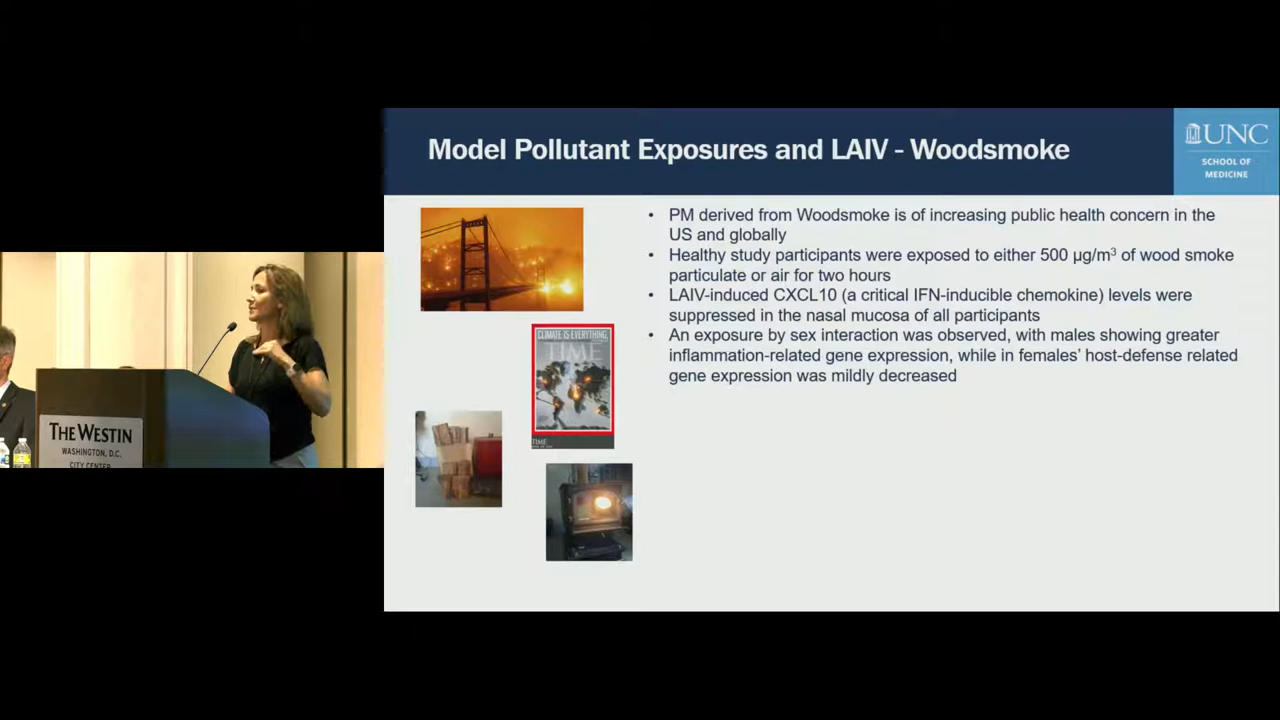 Model Pollutant Exposures and LAIV - Woodsmoke
UNC
SCHOOL OF
MEDICINE
• PM derived from Woodsmoke is of increasing public health concern in the
US and globally
• Healthy study participants were exposed to either 500 µg/m³ of wood smoke
particulate or air for two hours
• LAIV-induced CXCL10 (a critical IFN-inducible chemokine) levels were
suppressed in the nasal mucosa of all participants
• An exposure by sex interaction was observed, with males showing greater
inflammation-related gene expression, while in females' host-defense related
gene expression was mildly decreased
CLIMATE IS EVERYTHING.
TIME
TIME
THE WESTIN
WASHINGTON, D.C.
CITY CENTER